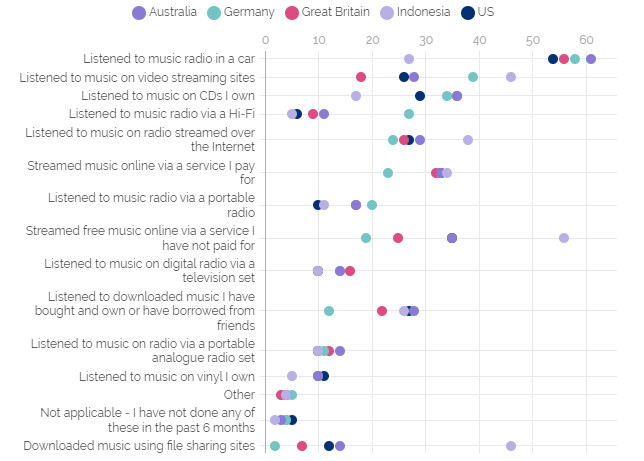 Australia Germany Great Britain Indonesia US
0 10 20 30 40 50 60
Listened to music radio in a car
Listened to music on video streaming sites
Listened to music on CDs I own
Listened to music radio via a Hi-Fi
Listened to music on radio streamed over
the Internet
Streamed music online via a service I pay
for
Listened to music radio via a portable
radio
Streamed free music online via a service I
have not paid for
Listened to music on digital radio via a
television set
Listened to downloaded music I have
bought and own or have borrowed from
friends
Listened to music on radio via a portable
analogue radio set
Listened to music on vinyl I own
Other
Not applicable - I have not done any of
these in the past 6 months
Downloaded music using file sharing sites